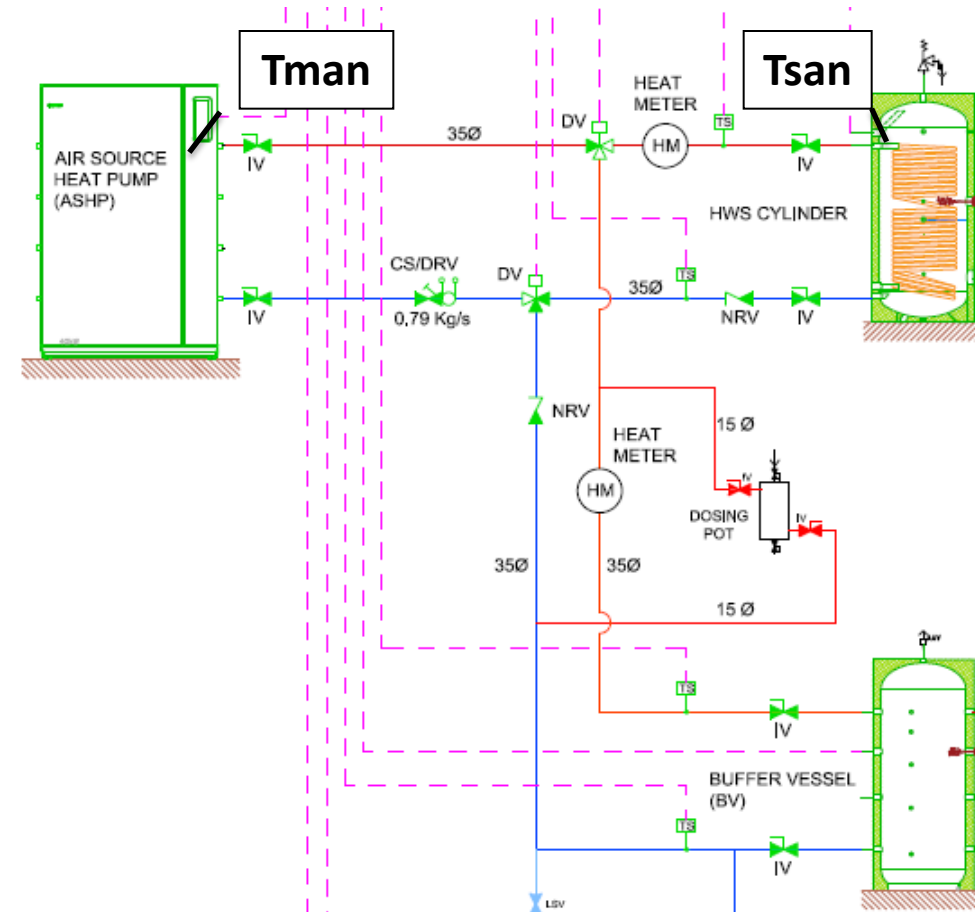 Tman
Tsan
HEAT
METER
DV
TS
35Ø
HM
AIR SOURCE
HEAT PUMP
(ASHP)
IV
IV
HWS CYLINDER
CS/DRV
DV
TS
35Ø
IV
0,79 Kg/s
NRV
IV
NRV
15 Ø
HEAT
METER
HM
IV
DOSING
POT
IV
35Ø
35Ø
15 Ø
TS
IV
BUFFER VESSEL
(BV)
TS
IV
LSV